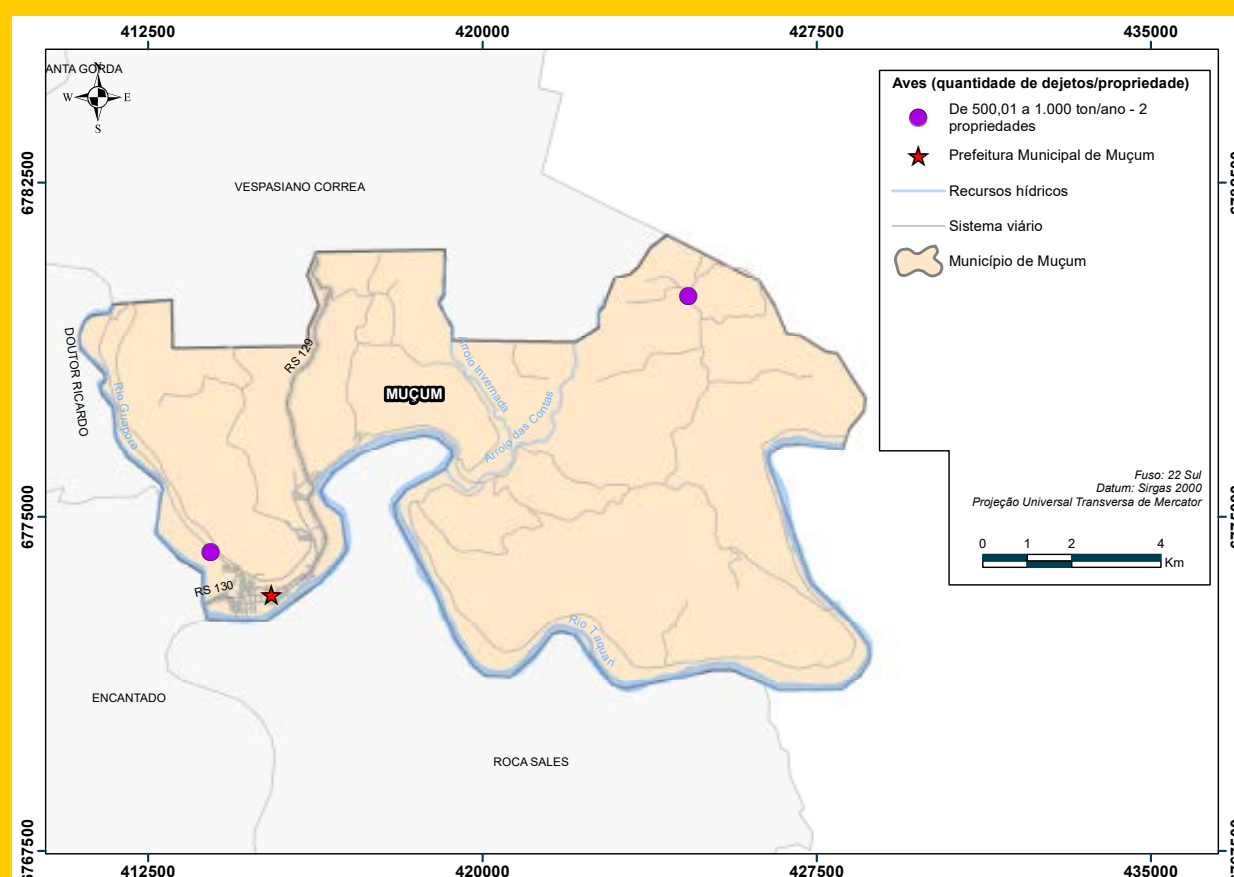 412500
420000
427500
435000
ANTA GORDA
N
W
E
S
VESPASIANO CORREA
6782500
6782500
Aves (quantidade de dejetos/propriedade)
De 500,01 a 1.000 ton/ano - 2
propriedades
Prefeitura Municipal de Muçum
Recursos hídricos
Sistema viário
Município de Muçum
DOUTOR RICARDO
RS 129
Arroio Invernada
Rio Guaporé
MUÇUM
Arroio das Contas
6775000
6775000
Fuso: 22 Sul
Datum: Sirgas 2000
Projeção Universal Transversa de Mercator
0
1
2
4
Km
RS 130
Rio Taquari
ENCANTADO
ROCA SALES
6767500
6767500
412500
420000
427500
435000